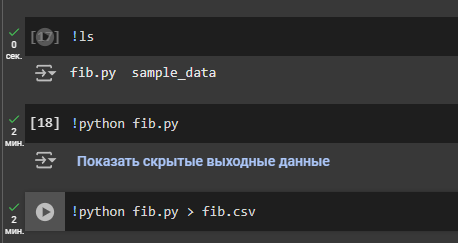 [17] !ls
0
сек.
fib.py sample_data
[18] !python fib.py
2
мин.
Показать скрытые выходные данные
!python fib.py > fib.csv
2
мин.